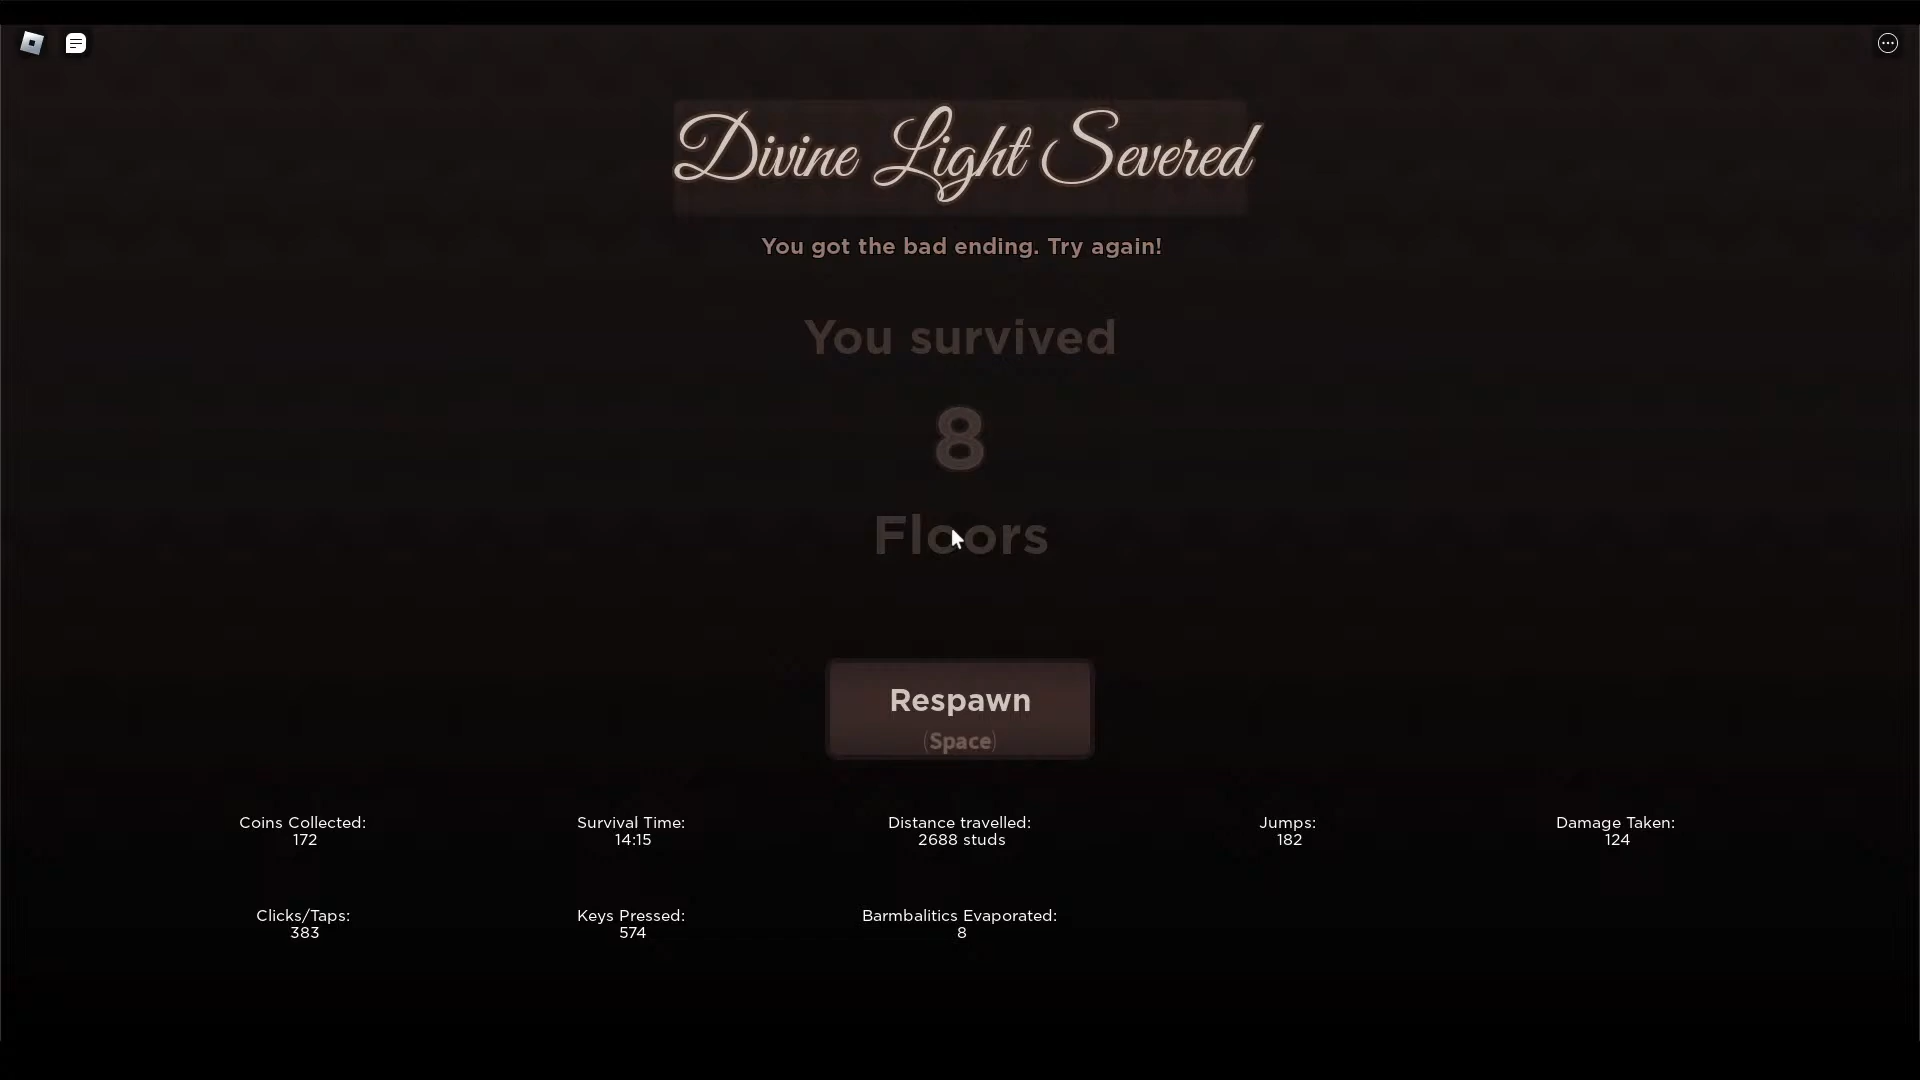 Divine Light Severed
You got the bad ending. Try again!
You survived
8
Floors
Respawn
(Space)
Coins Collected:
172
Survival Time:
14:15
Distance travelled:
2688 studs
Jumps:
182
Damage Taken:
124
Clicks/Taps:
383
Keys Pressed:
574
Barmbalitics Evaporated:
8